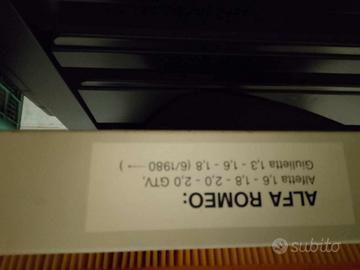 ALFA ROMEO:
Alfetta 1,6 - 1,8 - 2,0 - 2,0 GTV.
Giulietta 1,3 - 1,6 - 1,8 (6/1980 → )
subito